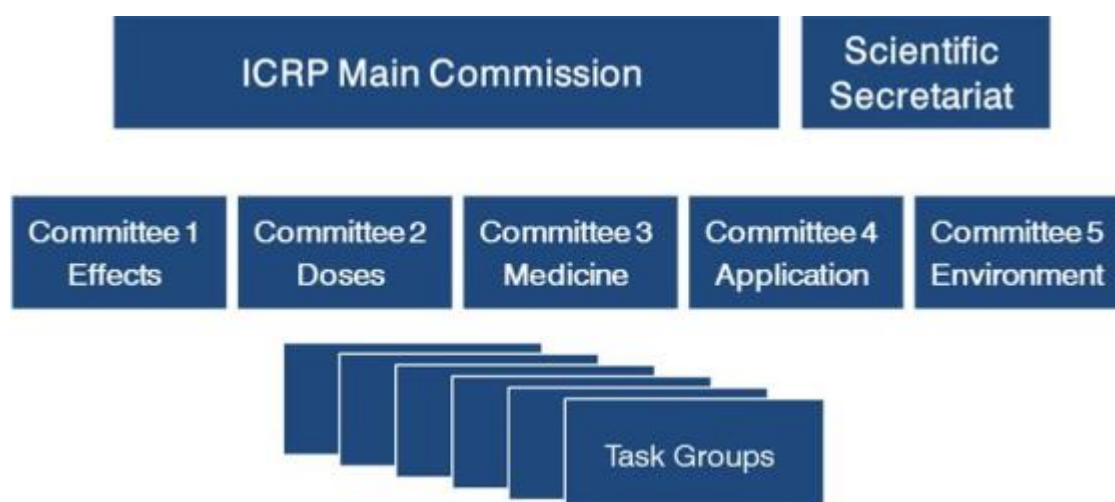 ICRP Main Commission
Scientific
Secretariat
Committee 1
Effects
Committee 2
Doses
Committee 3
Medicine
Committee 4
Application
Committee 5
Environment
Task Groups